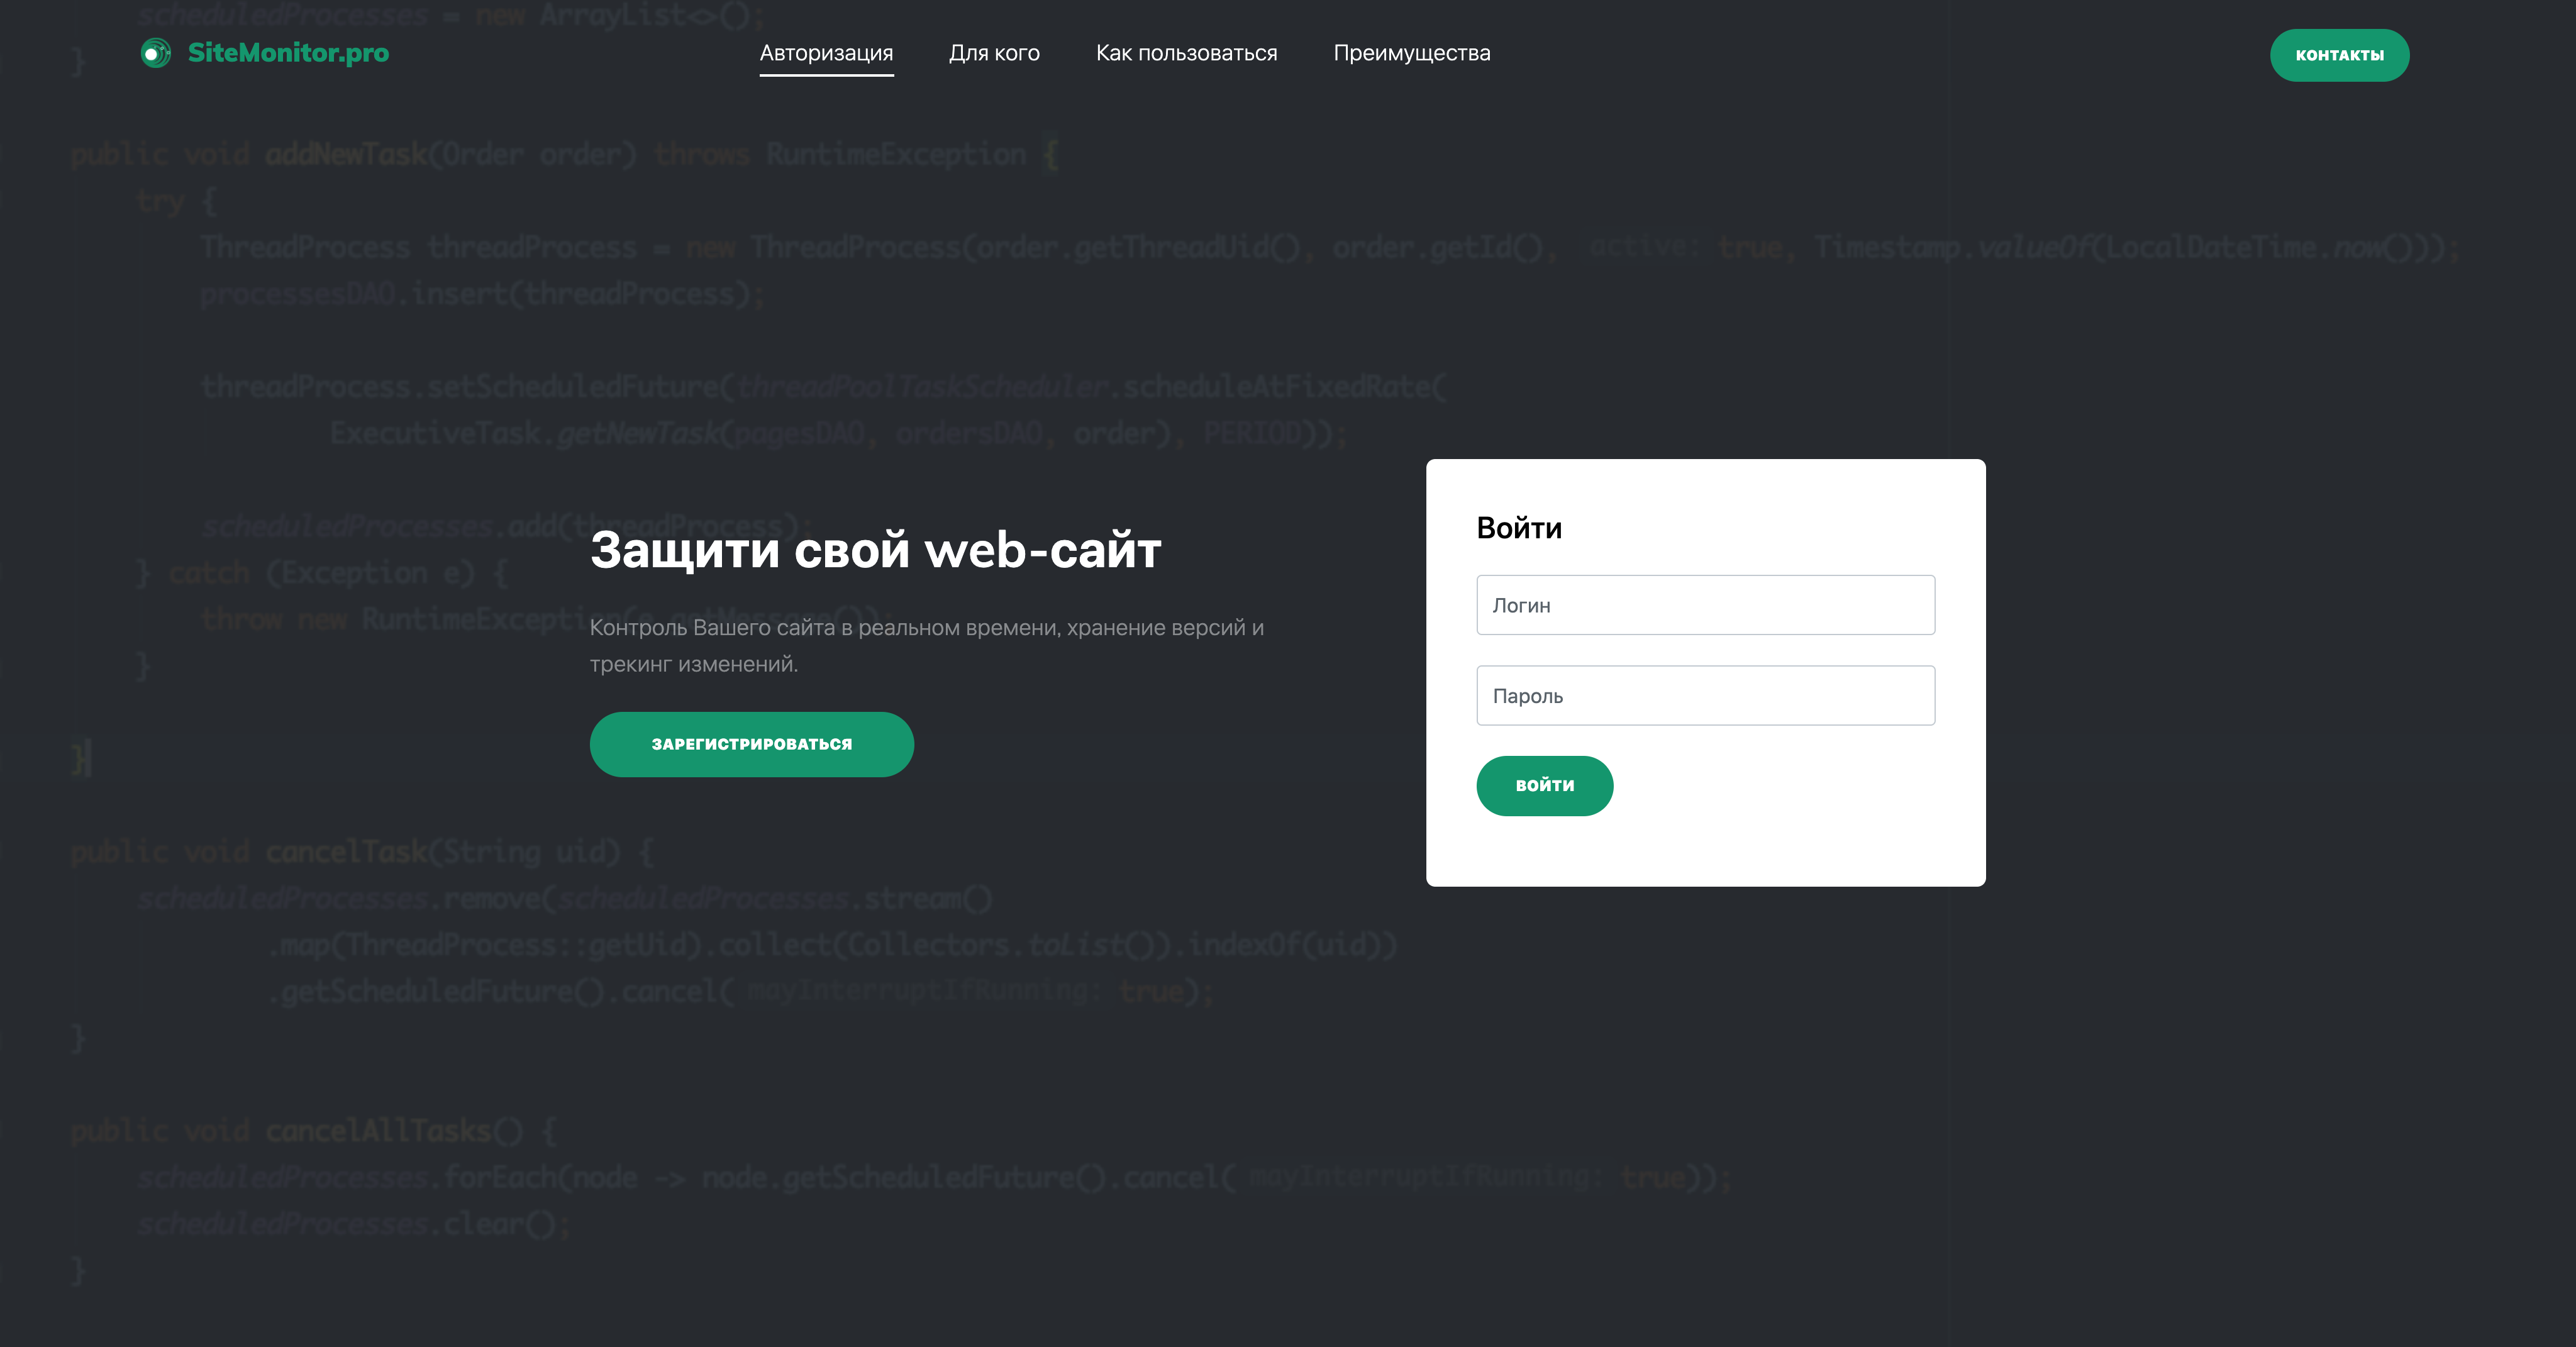 scheduledProcesses = new ArrayList<>();
}
SiteMonitor.pro
Авторизация Для кого Как пользоваться Преимущества
КОНТАКТЫ
public void addNewTask(Order order) throws RuntimeException {
try {
ThreadProcess threadProcess = new ThreadProcess(order.getThreadUid(), order.getId(), active: true, Timestamp.valueOf(LocalDateTime.now()));
processesDAO.insert(threadProcess);
threadProcess.setScheduledFuture(threadPoolTaskScheduler.scheduleAtFixedRate(
ExecutiveTask.getNewTask(pagesDAO, ordersDAO, order), PERIOD));
scheduledProcesses.add(threadProcess);
} catch (Exception e) {
throw new RuntimeException(e.getMessage());
}
}
Защити свой web-сайт
Контроль Вашего сайта в реальном времени, хранение версий и
трекинг изменений.
ЗАРЕГИСТРИРОВАТЬСЯ
Войти
Логин
Пароль
ВОЙТИ
public void cancelTask(String uid) {
scheduledProcesses.remove(scheduledProcesses.stream()
.map(ThreadProcess::getUid).collect(Collectors.toList()).indexOf(uid))
.getScheduledFuture().cancel( mayInterruptIfRunning: true);
}
public void cancelAllTasks() {
scheduledProcesses.forEach(node -> node.getScheduledFuture().cancel( mayInterruptIfRunning: true));
scheduledProcesses.clear();
}